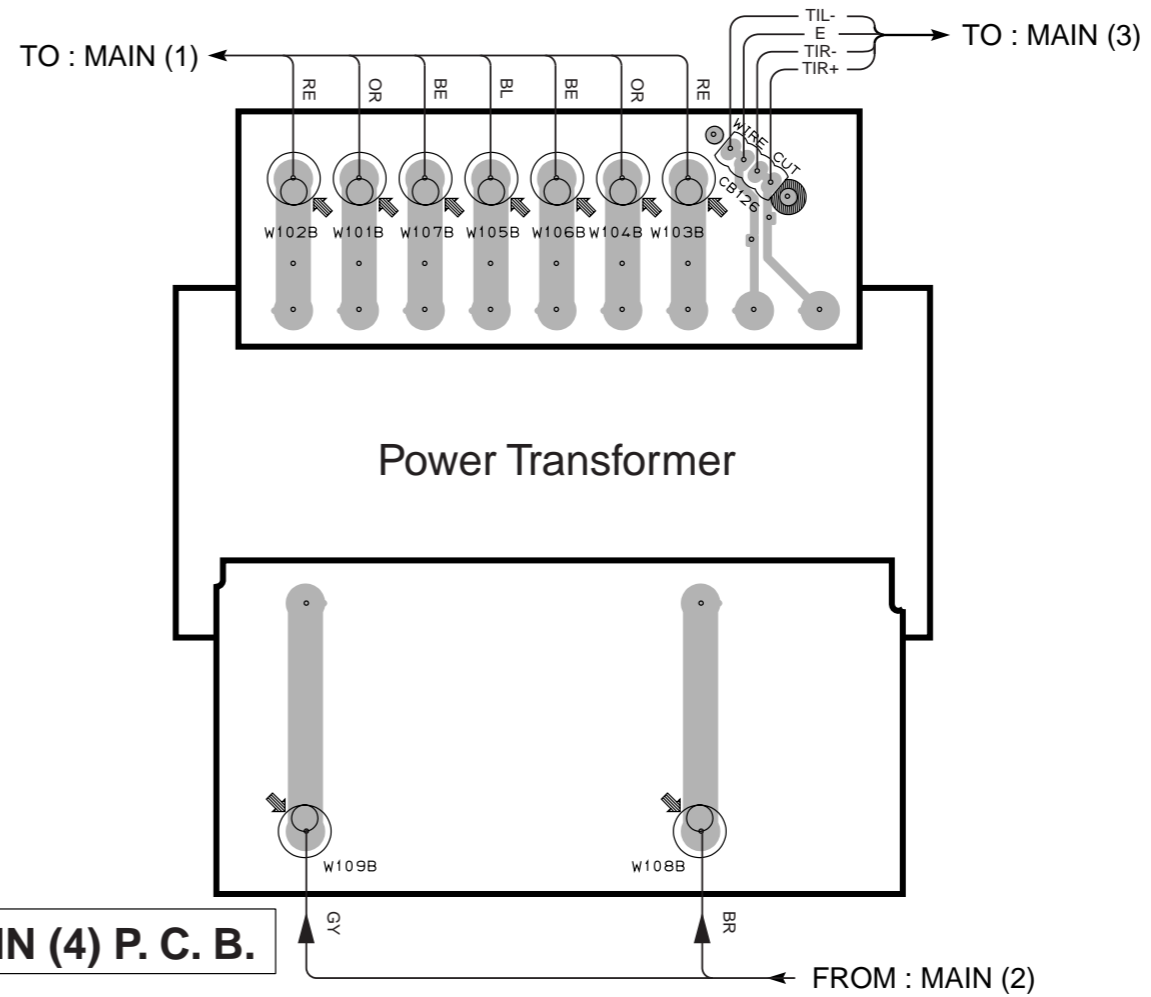 TIL-
E
TIR-
TIR+
TO : MAIN (3)
TO : MAIN (1)
RE
OR
BE
BL
BE
OR
RE
WIRE CUT
CB126
W102B
W101B
W107B
W105B
W106B
W104B
W103B
Power Transformer
W109B
W108B
GY
BR
IN (4) P. C. B.
FROM : MAIN (2)